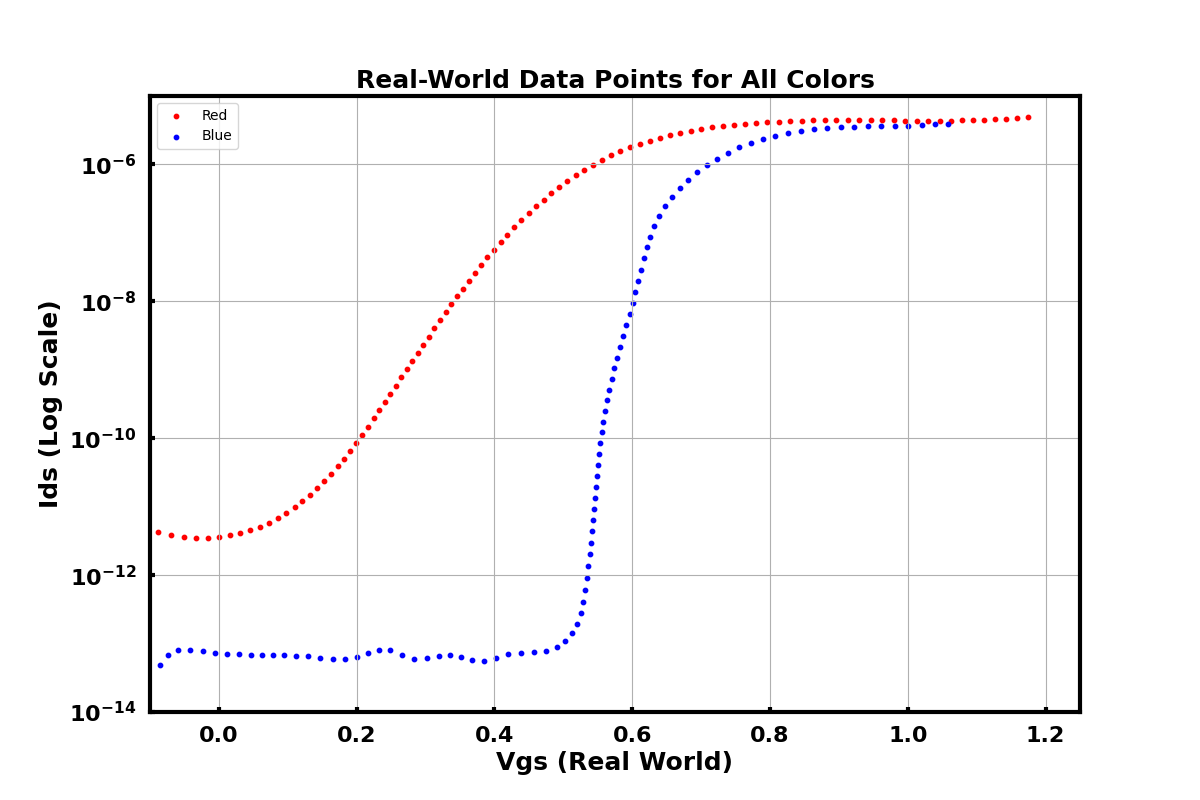 Real-World Data Points for All Colors
Red
Blue
10⁻⁶
10⁻⁸
10⁻¹⁰
10⁻¹²
10⁻¹⁴
Ids (Log Scale)
0.0 0.2 0.4 0.6 0.8 1.0 1.2
Vgs (Real World)